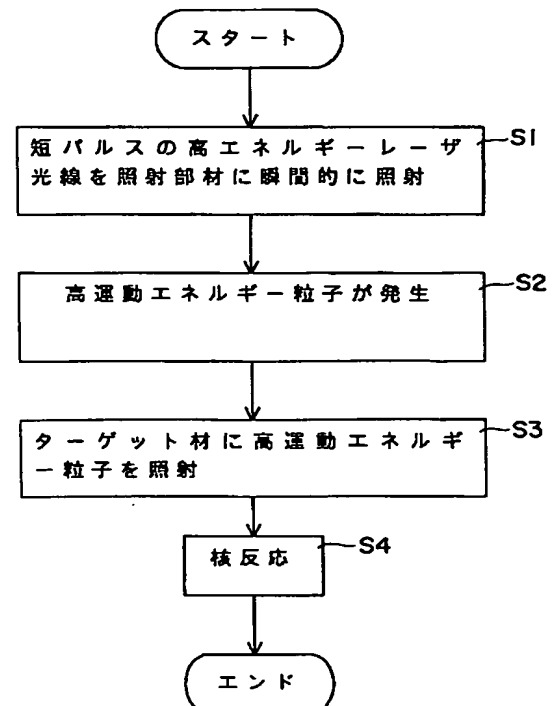 スタート
短パルスの高エネルギーレーザ
光線を照射部材に瞬間的に照射
S1
高運動エネルギー粒子が発生
S2
ターゲット材に高運動エネルギ
ー粒子を照射
S3
核反応
S4
エンド